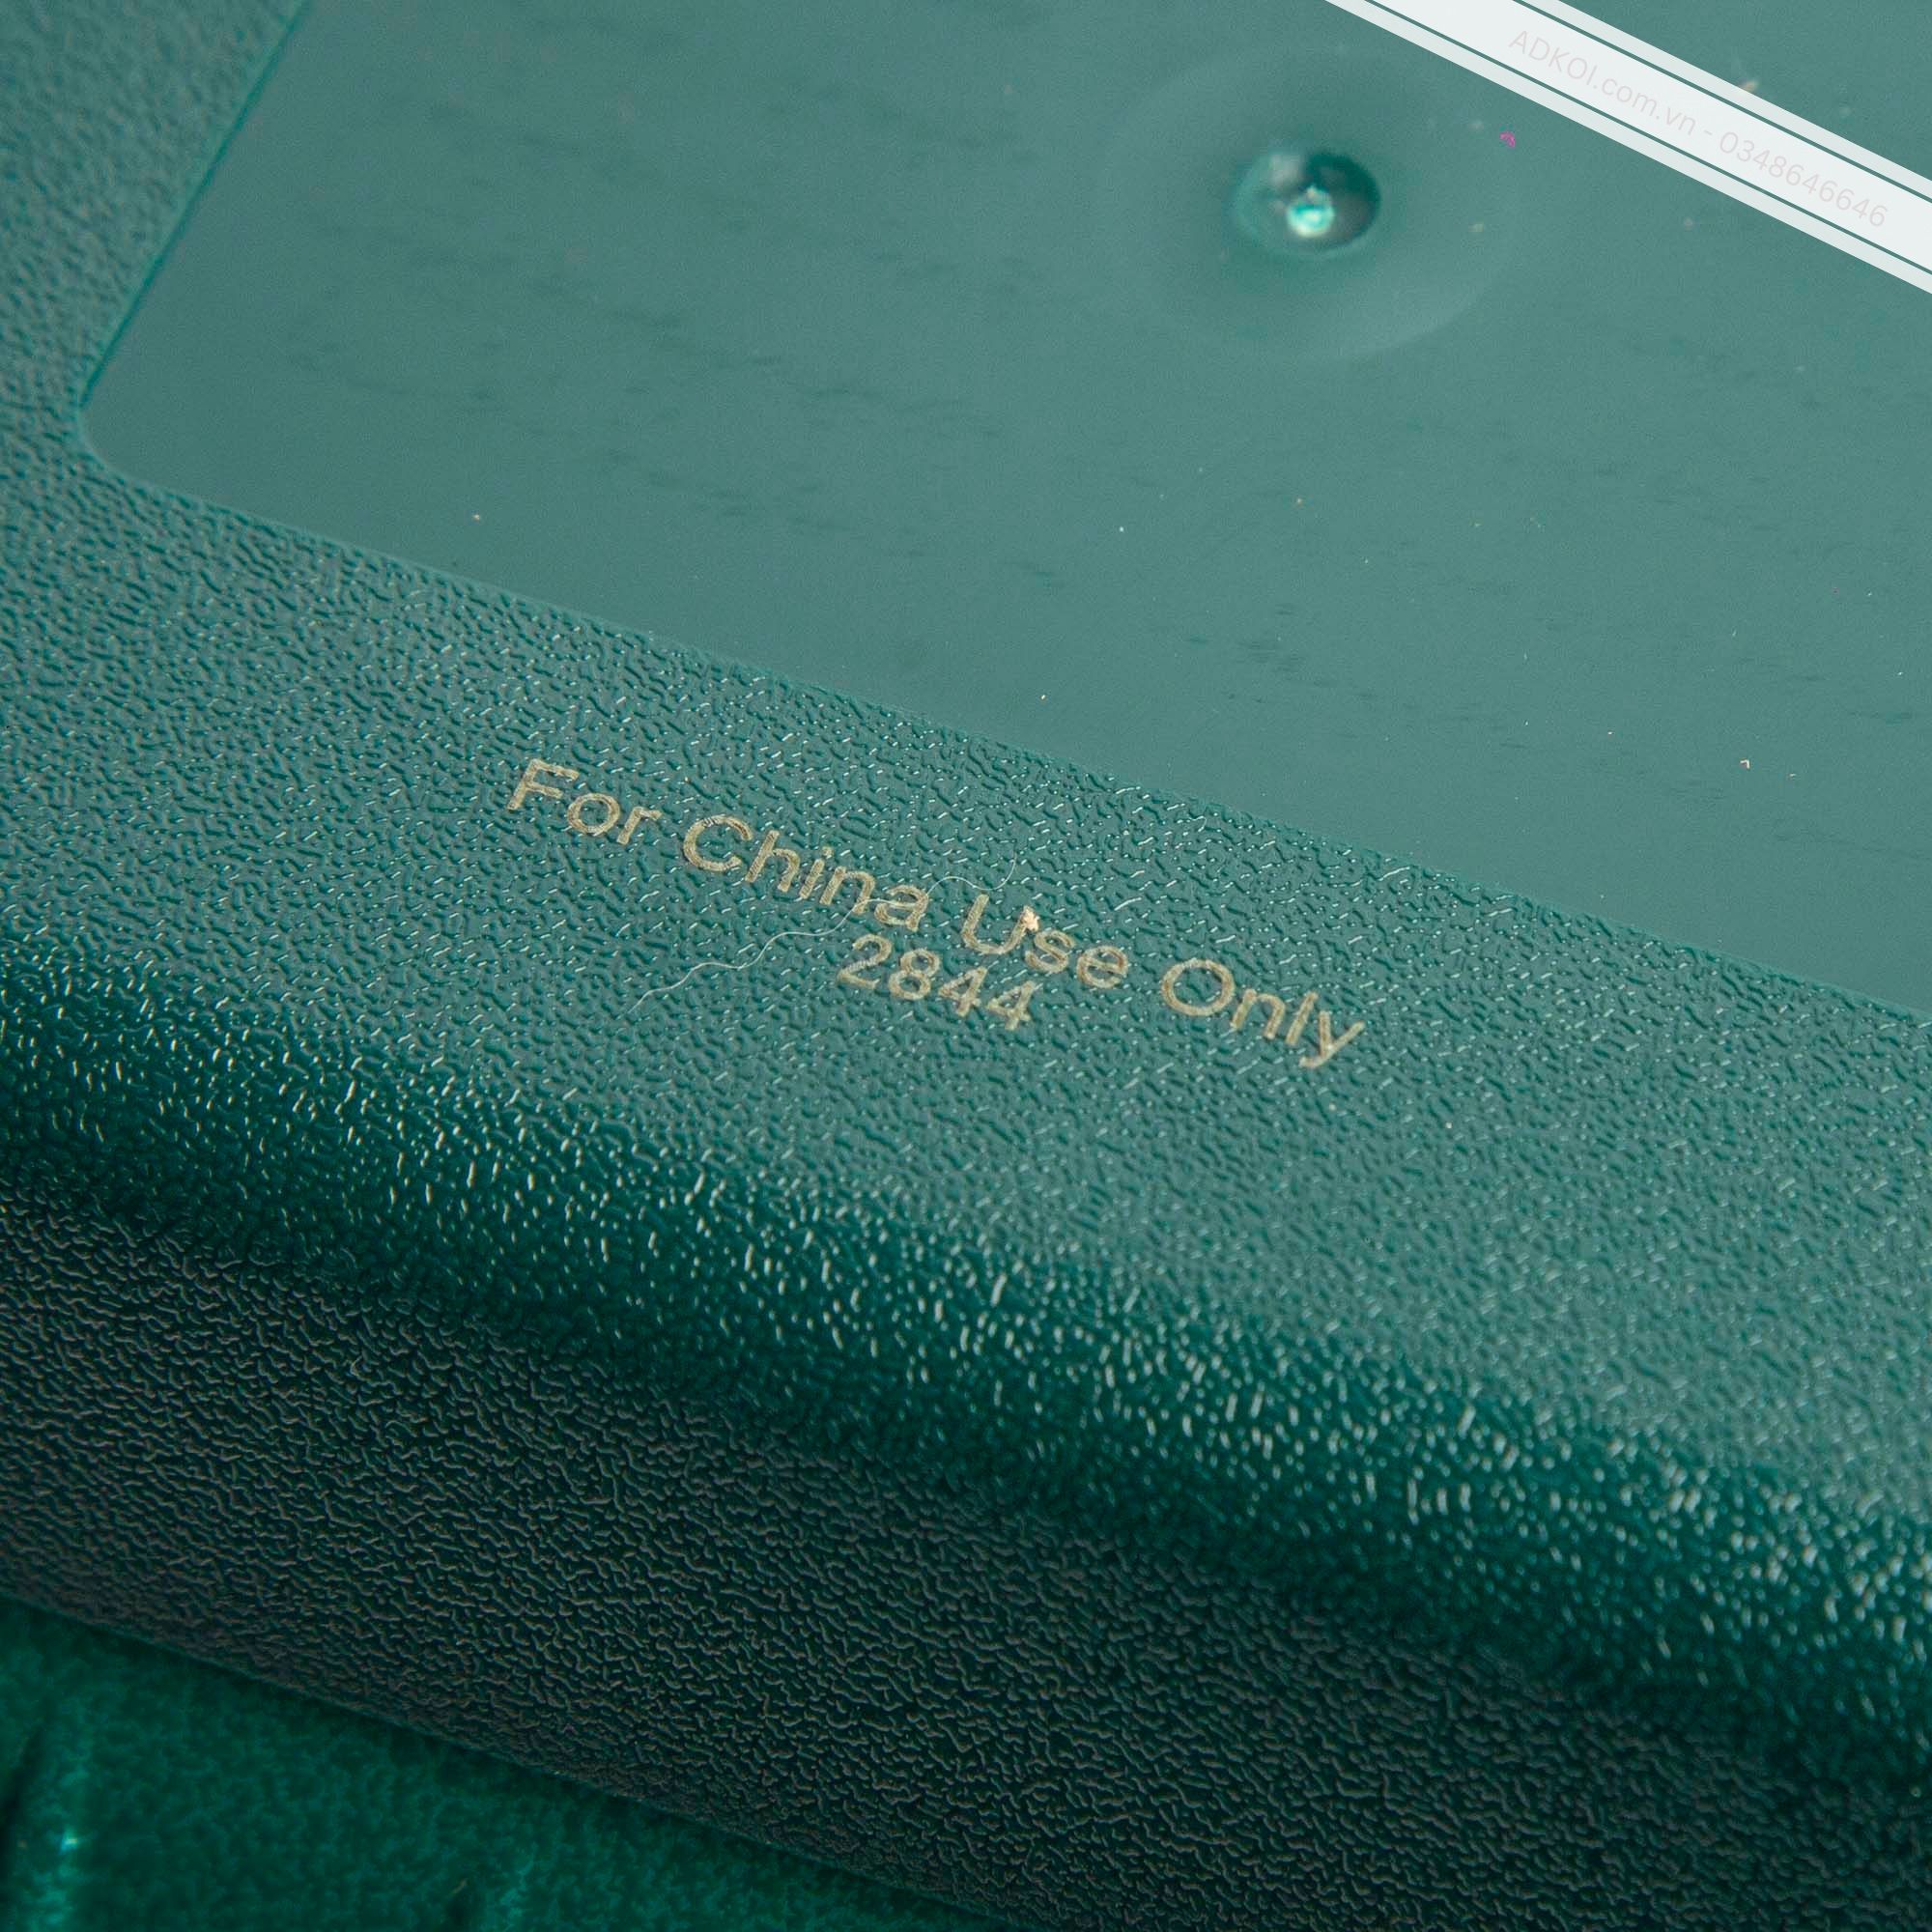 ADKOI.com.vn - 0348646646
For China Use Only
2844